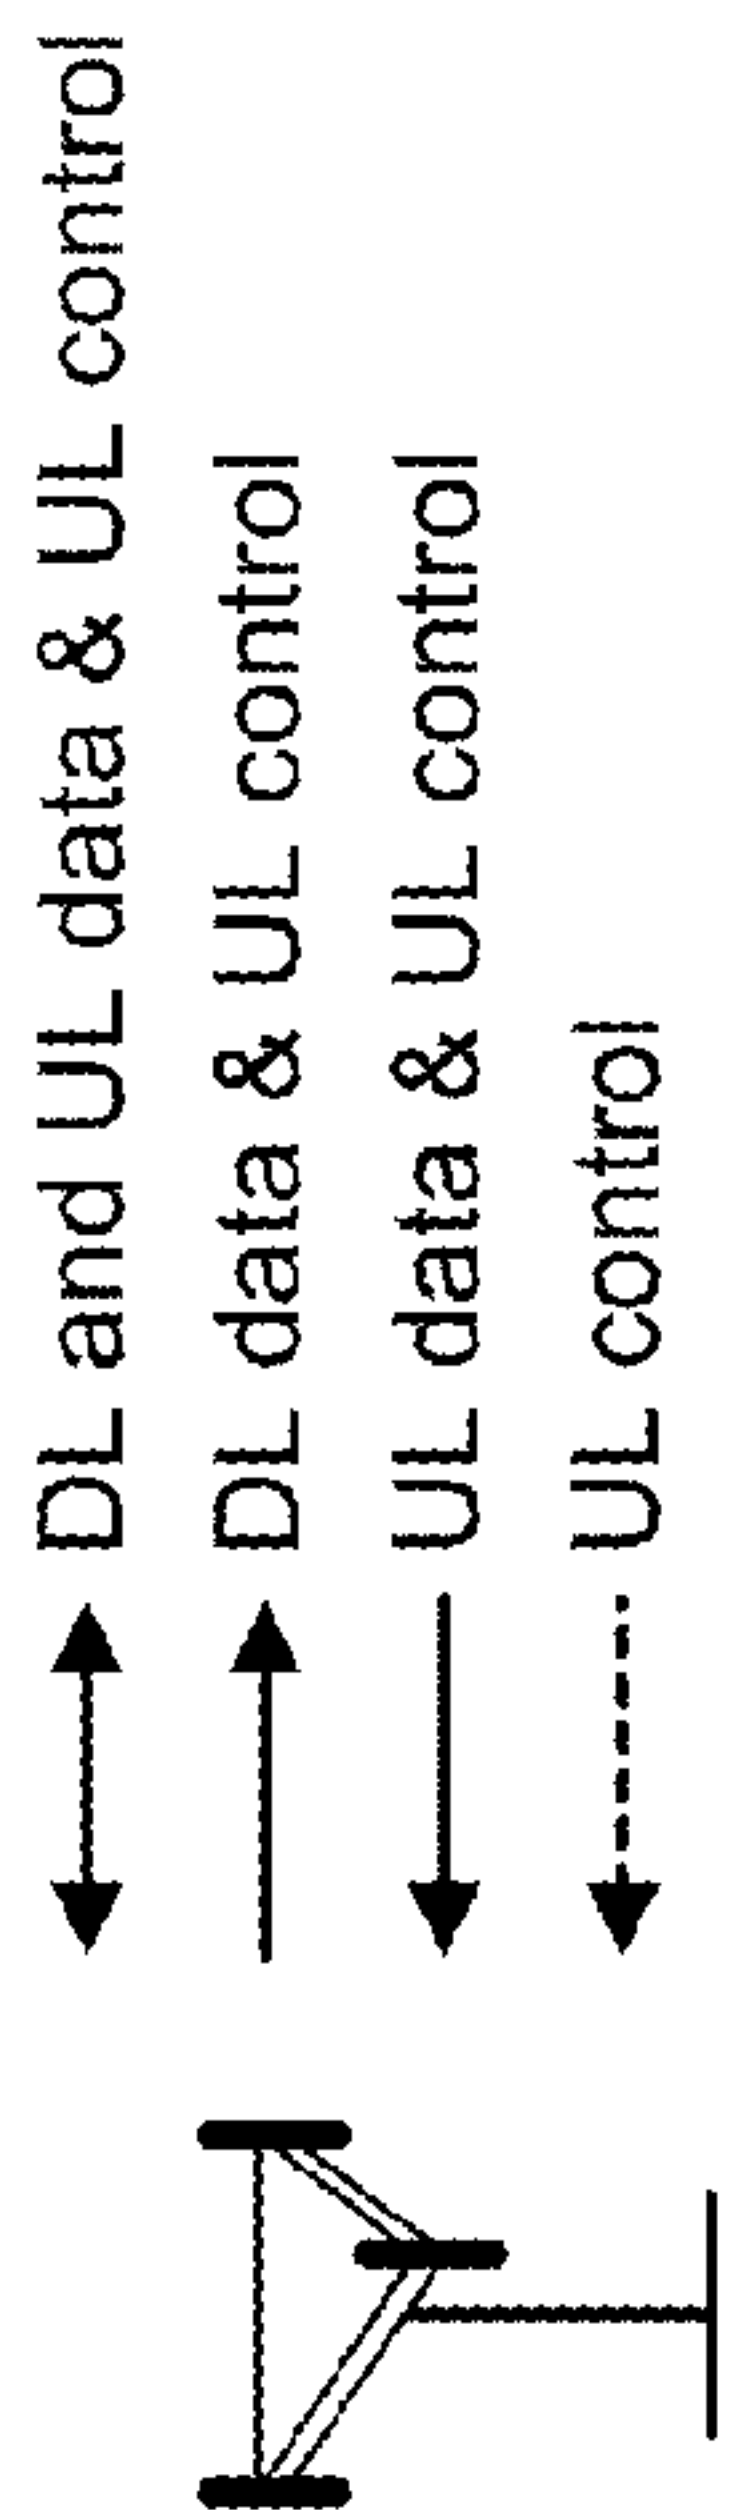 DL and UL data & UL control
DL data & UL control
UL data & UL control
UL control